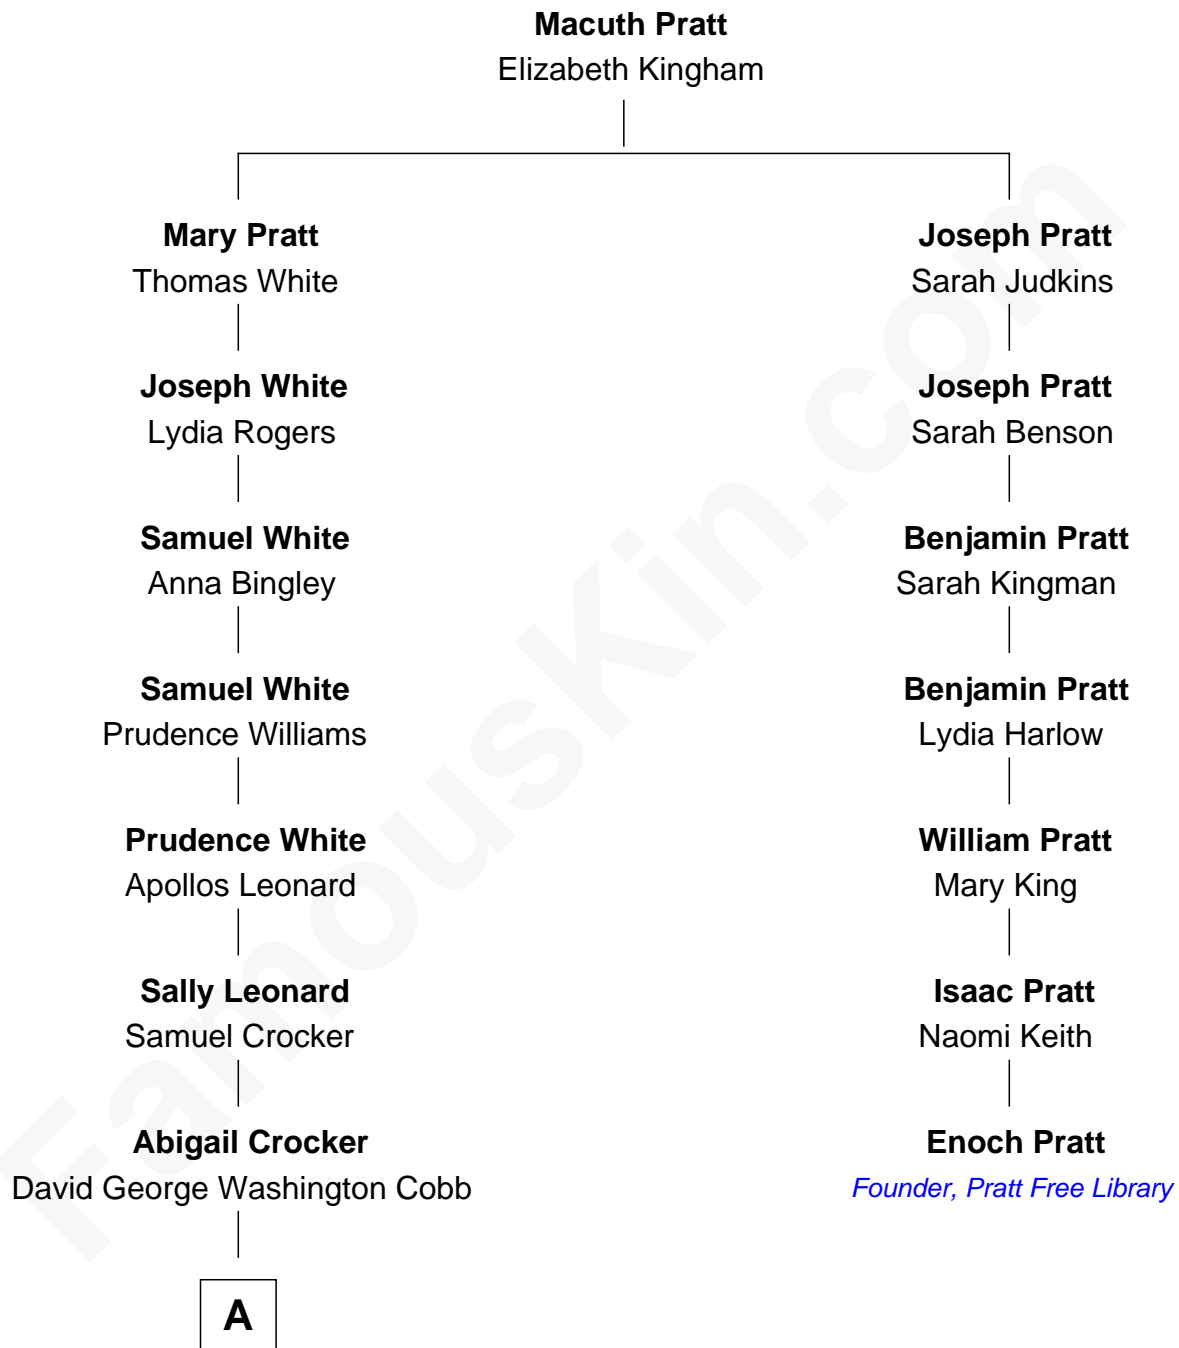 Macuth Pratt
Elizabeth Kingham
Mary Pratt
Thomas White
Joseph Pratt
Sarah Judkins
Joseph White
Lydia Rogers
Joseph Pratt
Sarah Benson
Samuel White
Anna Bingley
Benjamin Pratt
Sarah Kingman
Samuel White
Prudence Williams
Benjamin Pratt
Lydia Harlow
Prudence White
Apollos Leonard
William Pratt
Mary King
Sally Leonard
Samuel Crocker
Isaac Pratt
Naomi Keith
Abigail Crocker
David George Washington Cobb
Enoch Pratt
Founder, Pratt Free Library
A
FamousKin.com